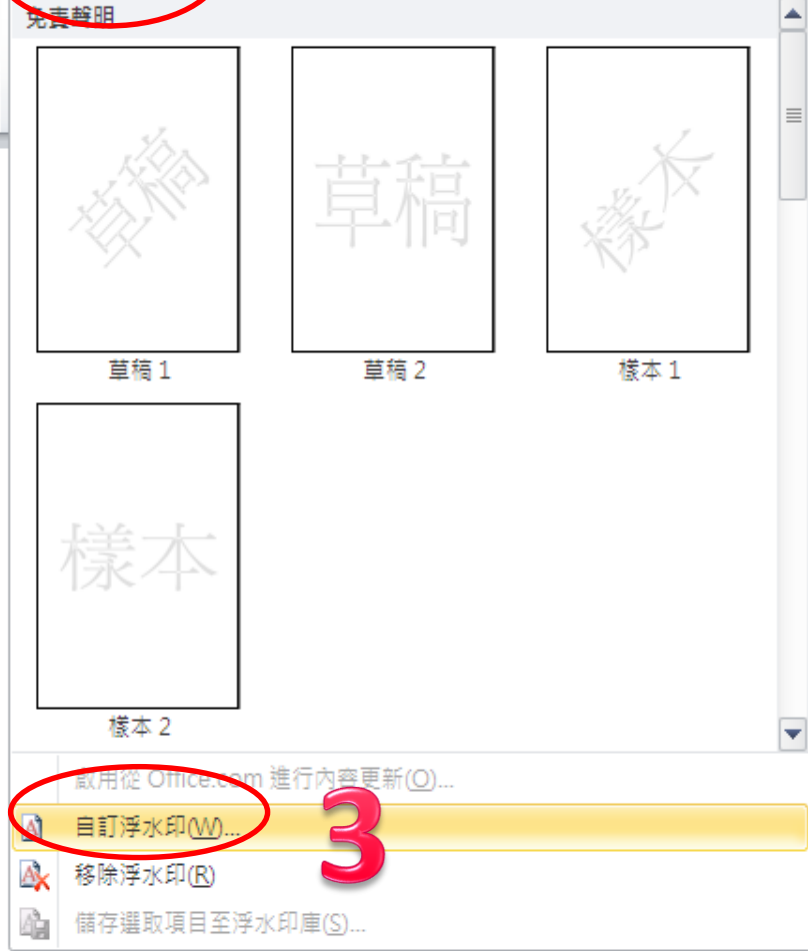 免責聲明
草稿 草稿 樣本
草稿 1 草稿 2 樣本 1
樣本
樣本 2
啟用從 Office.com 進行內容更新(O)...
自訂浮水印(W)...
3
移除浮水印(R)
儲存選取項目至浮水印庫(S)...